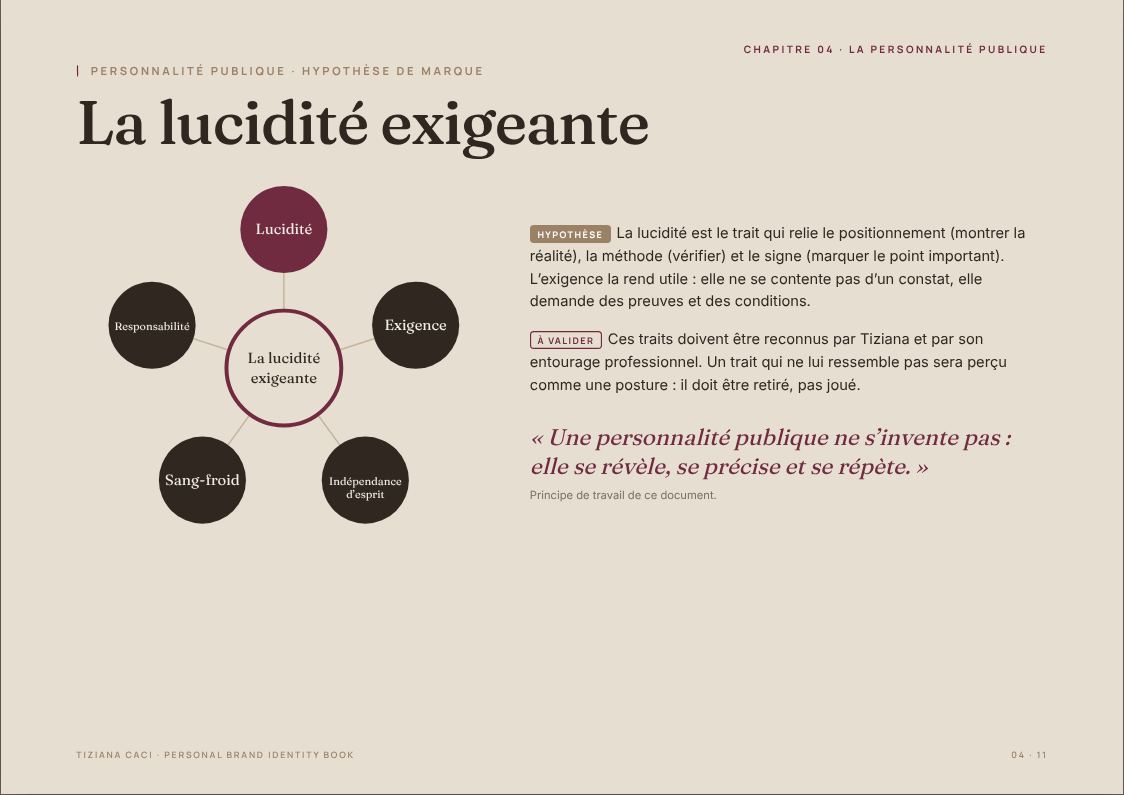 CHAPITRE 04 · LA PERSONNALITÉ PUBLIQUE
PERSONNALITÉ PUBLIQUE · HYPOTHÈSE DE MARQUE
La lucidité exigeante
Lucidité
Responsabilité
Exigence
La lucidité
exigeante
Sang-froid
Indépendance
d’esprit
HYPOTHÈSE La lucidité est le trait qui relie le positionnement (montrer la
réalité), la méthode (vérifier) et le signe (marquer le point important).
L’exigence la rend utile : elle ne se contente pas d’un constat, elle
demande des preuves et des conditions.
À VALIDER Ces traits doivent être reconnus par Tiziana et par son
entourage professionnel. Un trait qui ne lui ressemble pas sera perçu
comme une posture : il doit être retiré, pas joué.
« Une personnalité publique ne s’invente pas :
elle se révèle, se précise et se répète. »
Principe de travail de ce document.
TIZIANA CACI · PERSONAL BRAND IDENTITY BOOK
04 · 11